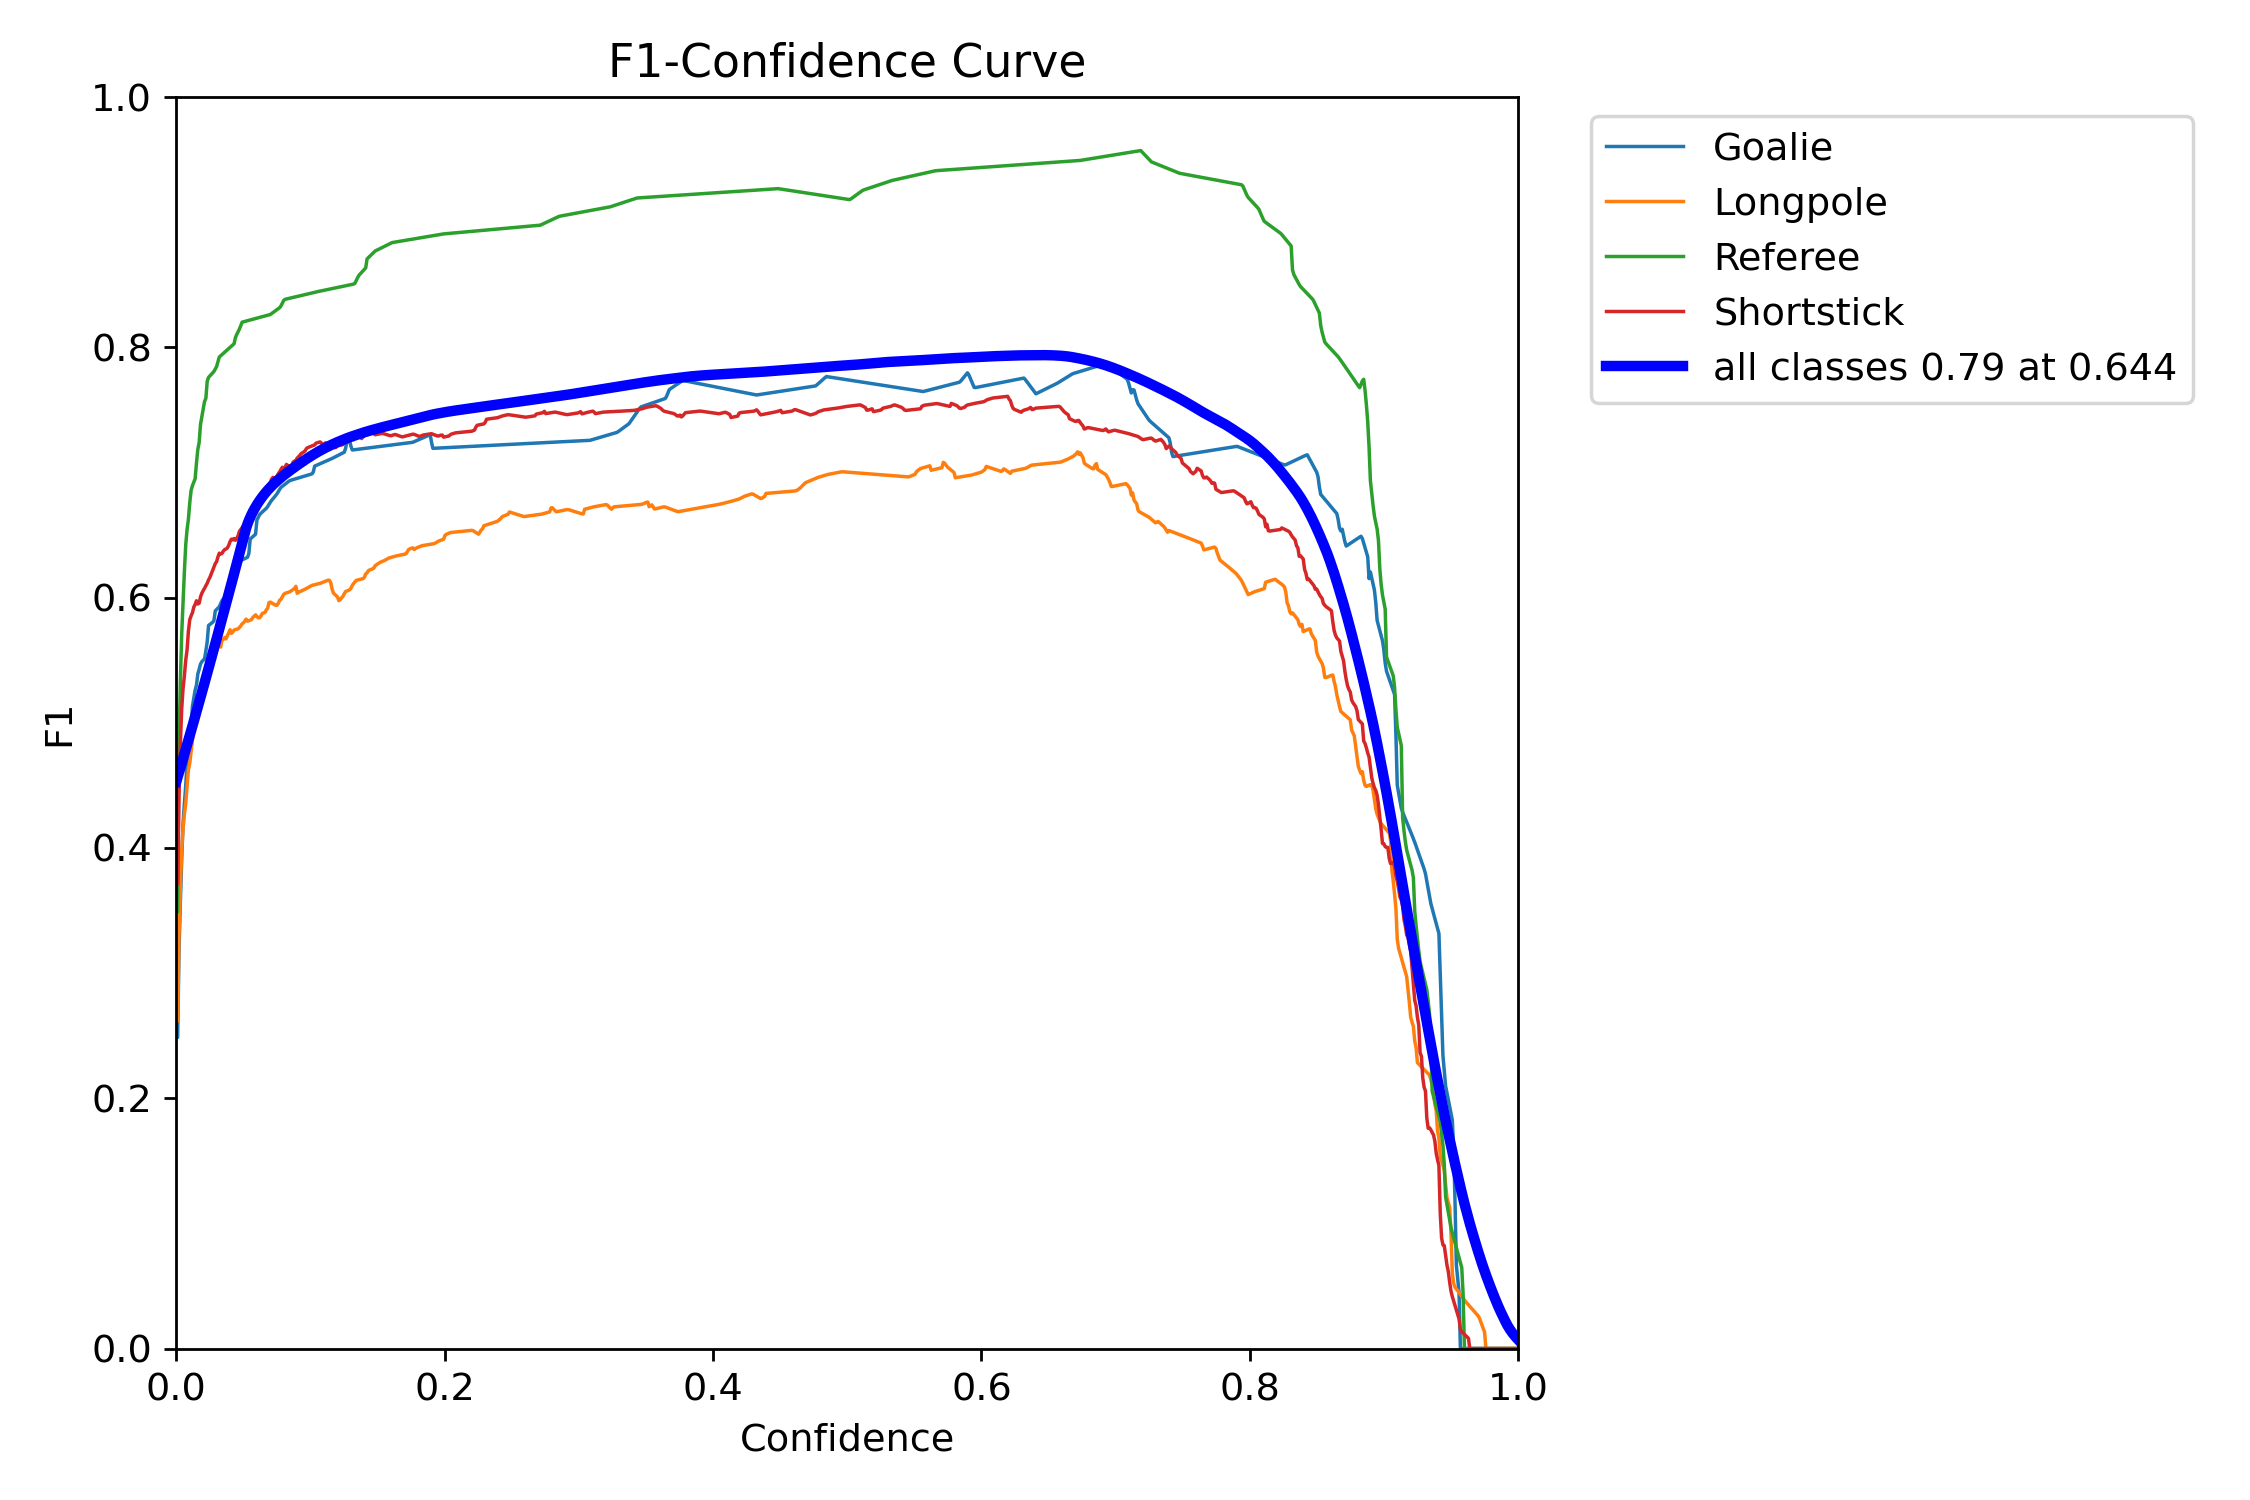 F1-Confidence Curve
1.0
0.8
0.6
0.4
0.2
0.0
F1
0.0 0.2 0.4 0.6 0.8 1.0
Confidence
Goalie
Longpole
Referee
Shortstick
all classes 0.79 at 0.644